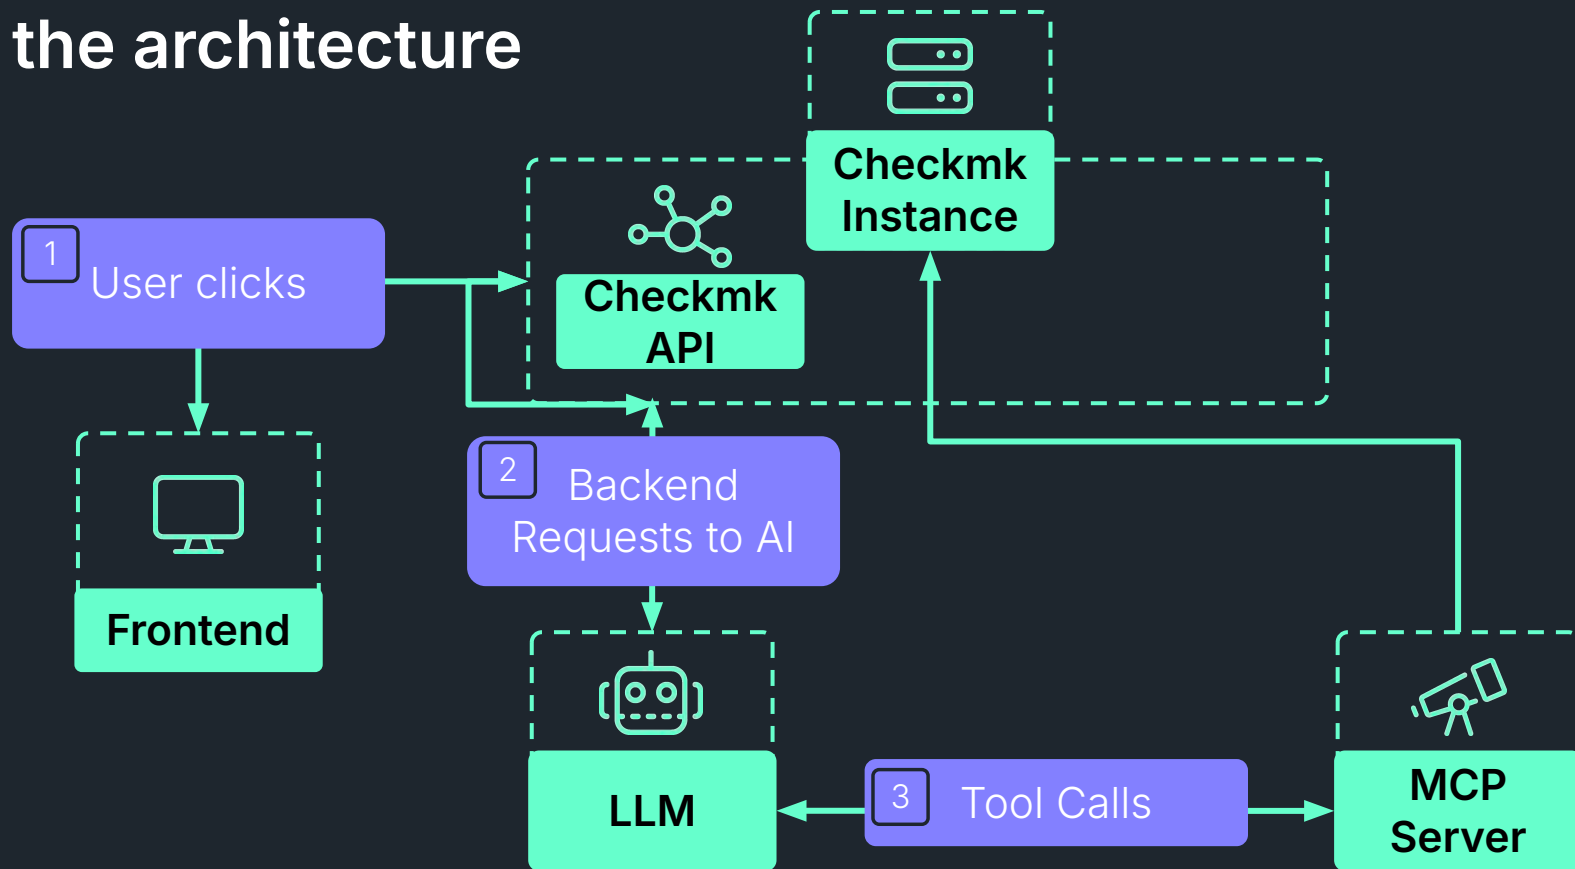 the architecture
Checkmk
Instance
1
User clicks
Checkmk
API
2
Backend
Requests to AI
Frontend
LLM
3
Tool Calls
MCP
Server